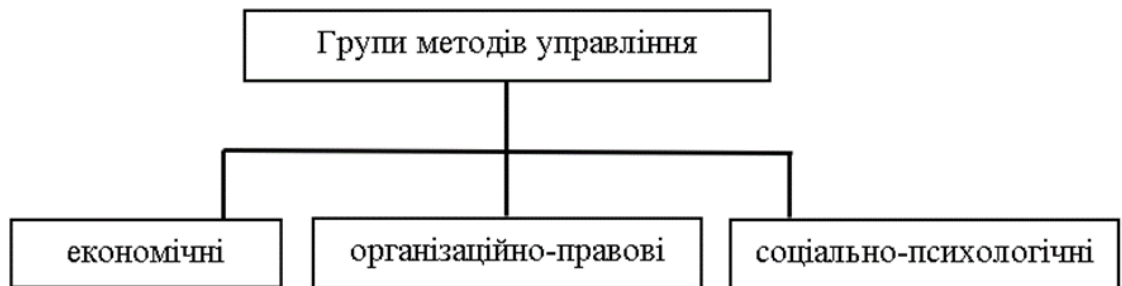 Групи методів управління
економічні
організаційно-правові
соціально-психологічні